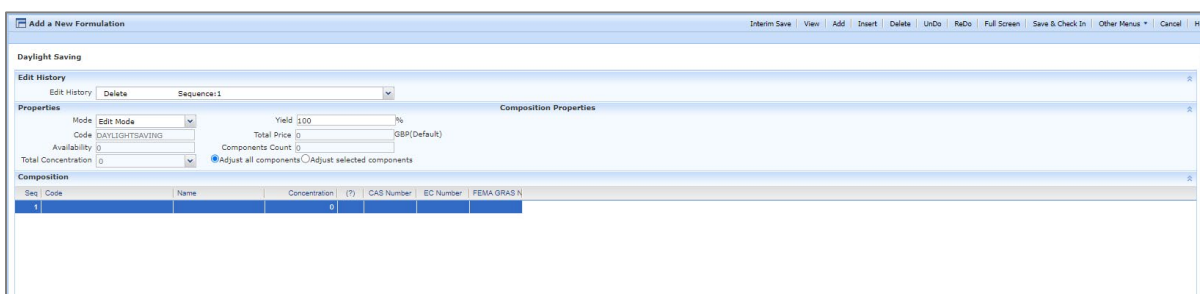 Add a New Formulation Interim Save View Add Insert Delete UnDo ReDo Full Screen Save & Check In Other Menus Cancel H
Daylight Saving
Edit History
Edit History Delete Sequence:1
Properties Composition Properties
Mode Edit Mode Yield 100 %
Code DAYLIGHTSAVING Total Price 0 GBP(Default)
Availability 0 Components Count 0
Total Concentration 0 Adjust all components Adjust selected components
Composition
Seq Code Name Concentration (?) CAS Number EC Number FEMA GRAS N
1 0